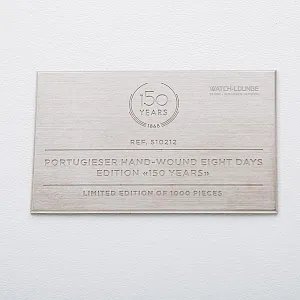 150
YEARS
1868
WATCH-LOUNGE
REF. 510212
PORTUGIESER HAND-WOUND EIGHT DAYS
EDITION «150 YEARS»
LIMITED EDITION OF 1000 PIECES